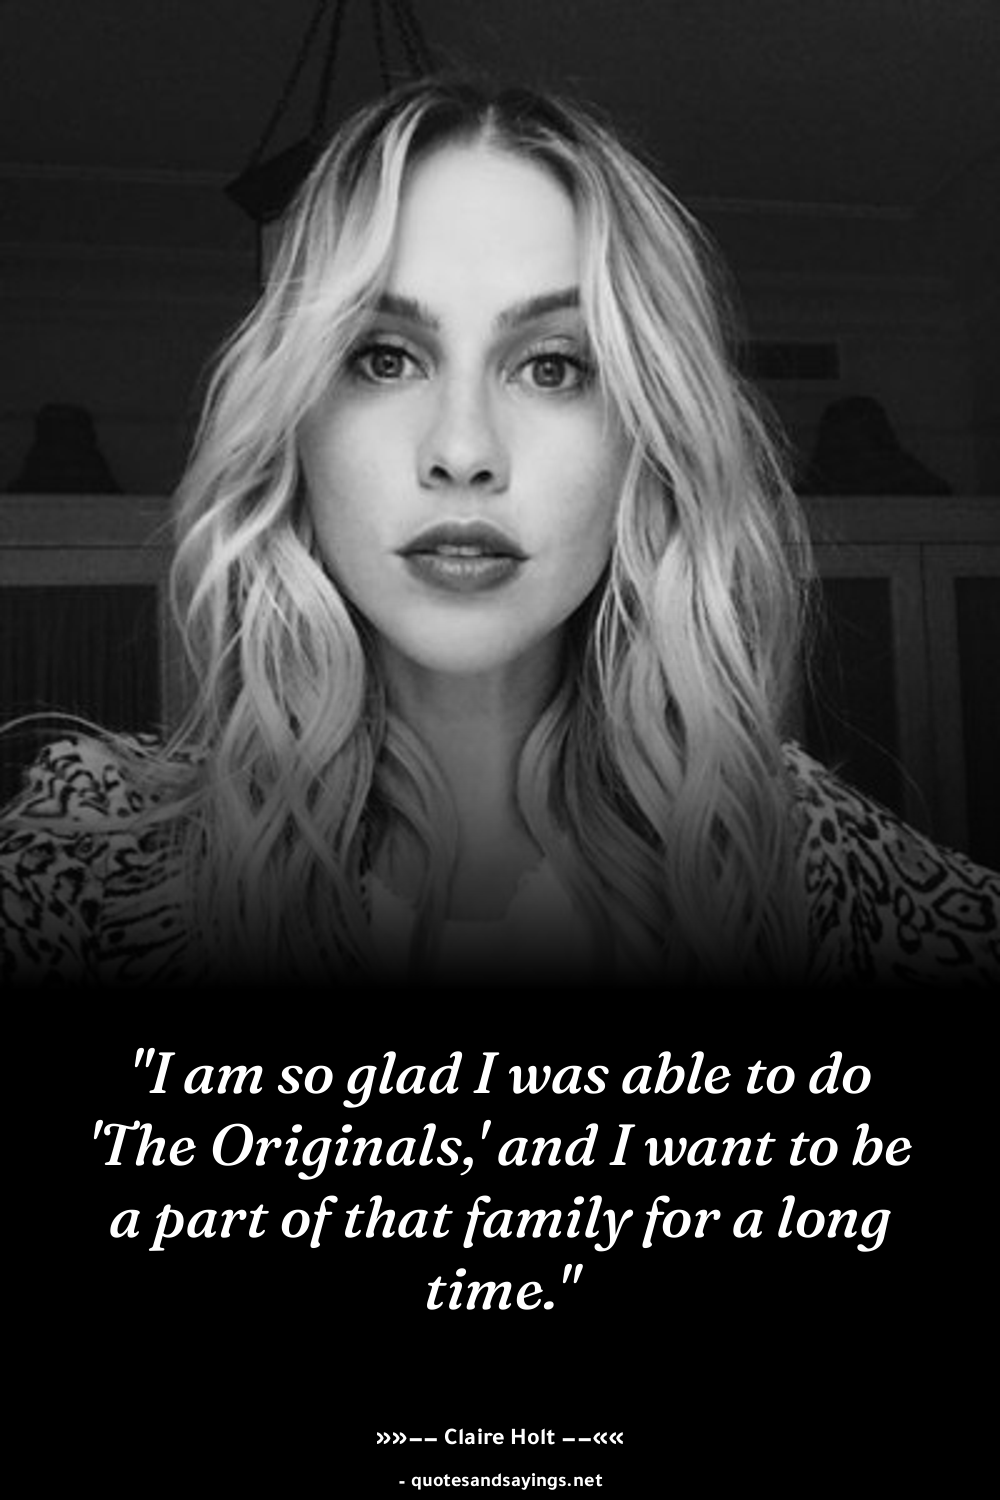 "I am so glad I was able to do
'The Originals,' and I want to be
a part of that family for a long
time."
»»–– Claire Holt ––««
- quotesandsayings.net